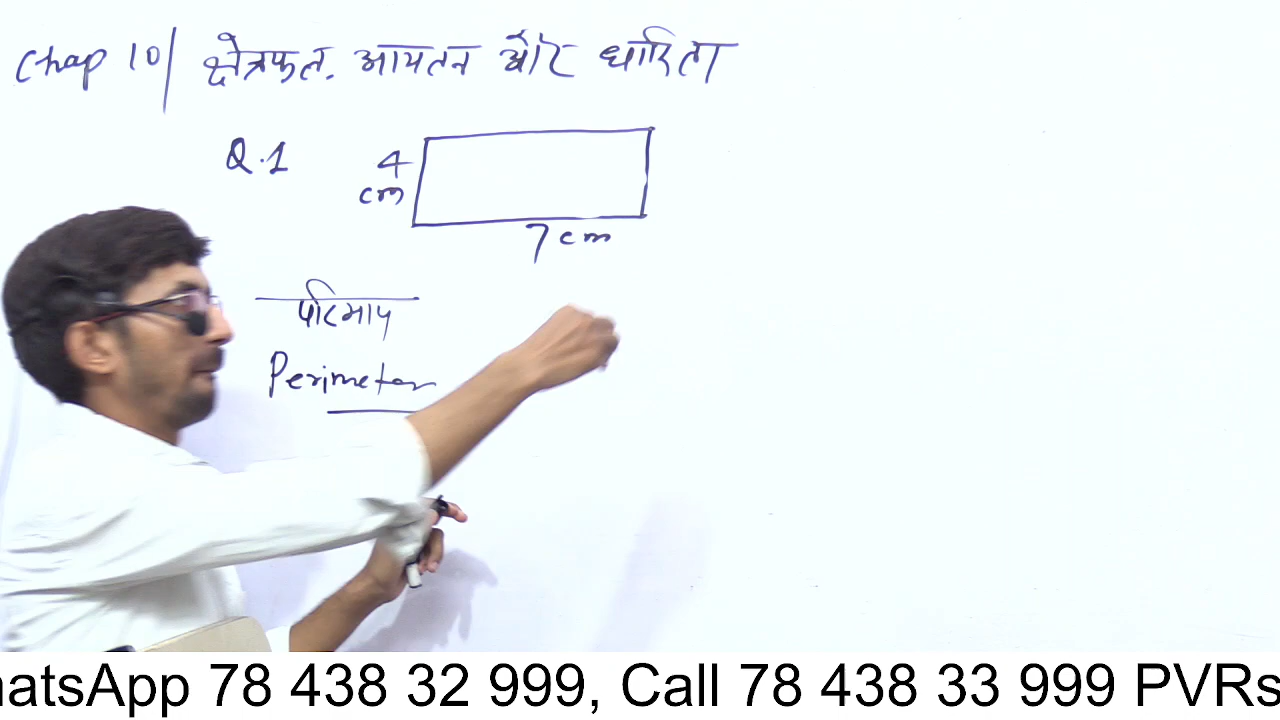 Chap 10 | क्षेत्रफल, आयतन और धारिता
Q.1
4
cm
7 cm
परिमाप
Perimeter
hatsApp 78 438 32 999, Call 78 438 33 999 PVRs